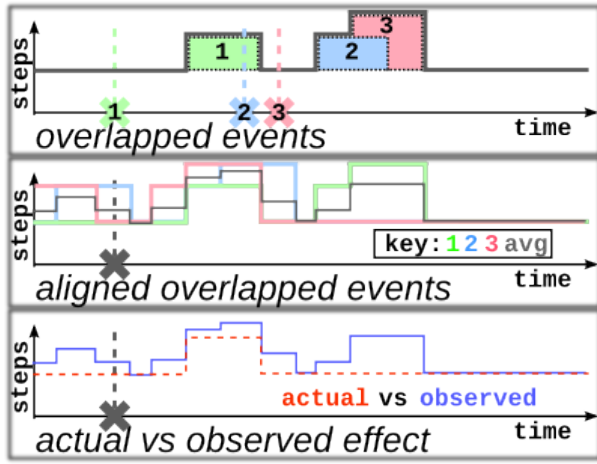 steps
3
1
2
1
2
3
time
overlapped events
steps
key: 1 2 3 avg
time
aligned overlapped events
steps
actual vs observed
time
actual vs observed effect